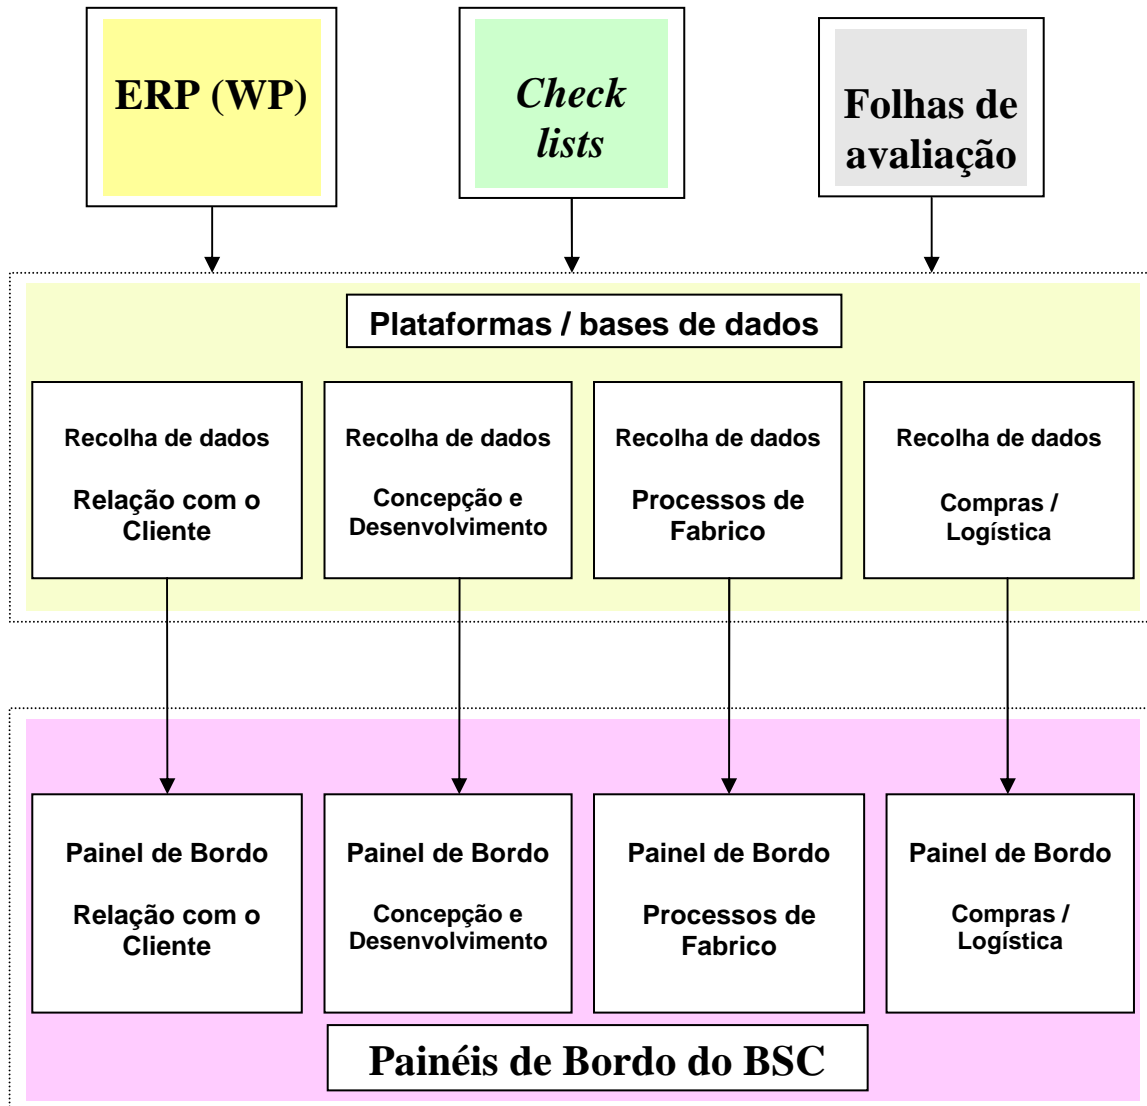 ERP (WP)
Check
lists
Folhas de
avaliação
Plataformas / bases de dados
Recolha de dados
Relação com o
Cliente
Recolha de dados
Concepção e
Desenvolvimento
Recolha de dados
Processos de
Fabrico
Recolha de dados
Compras /
Logística
Painel de Bordo
Relação com o
Cliente
Painel de Bordo
Concepção e
Desenvolvimento
Painel de Bordo
Processos de
Fabrico
Painel de Bordo
Compras /
Logística
Painéis de Bordo do BSC